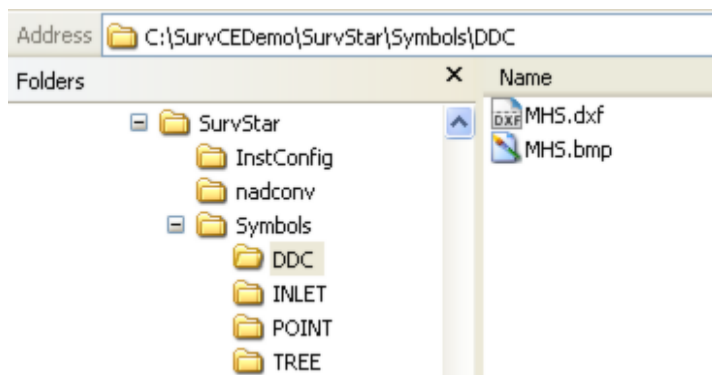 Address C:\SurvCEDemo\SurvStar\Symbols\DDC
Folders
Name
SurvStar
InstConfig
nadconv
Symbols
DDC
INLET
POINT
TREE
DXF MHS.dxf
MHS.bmp